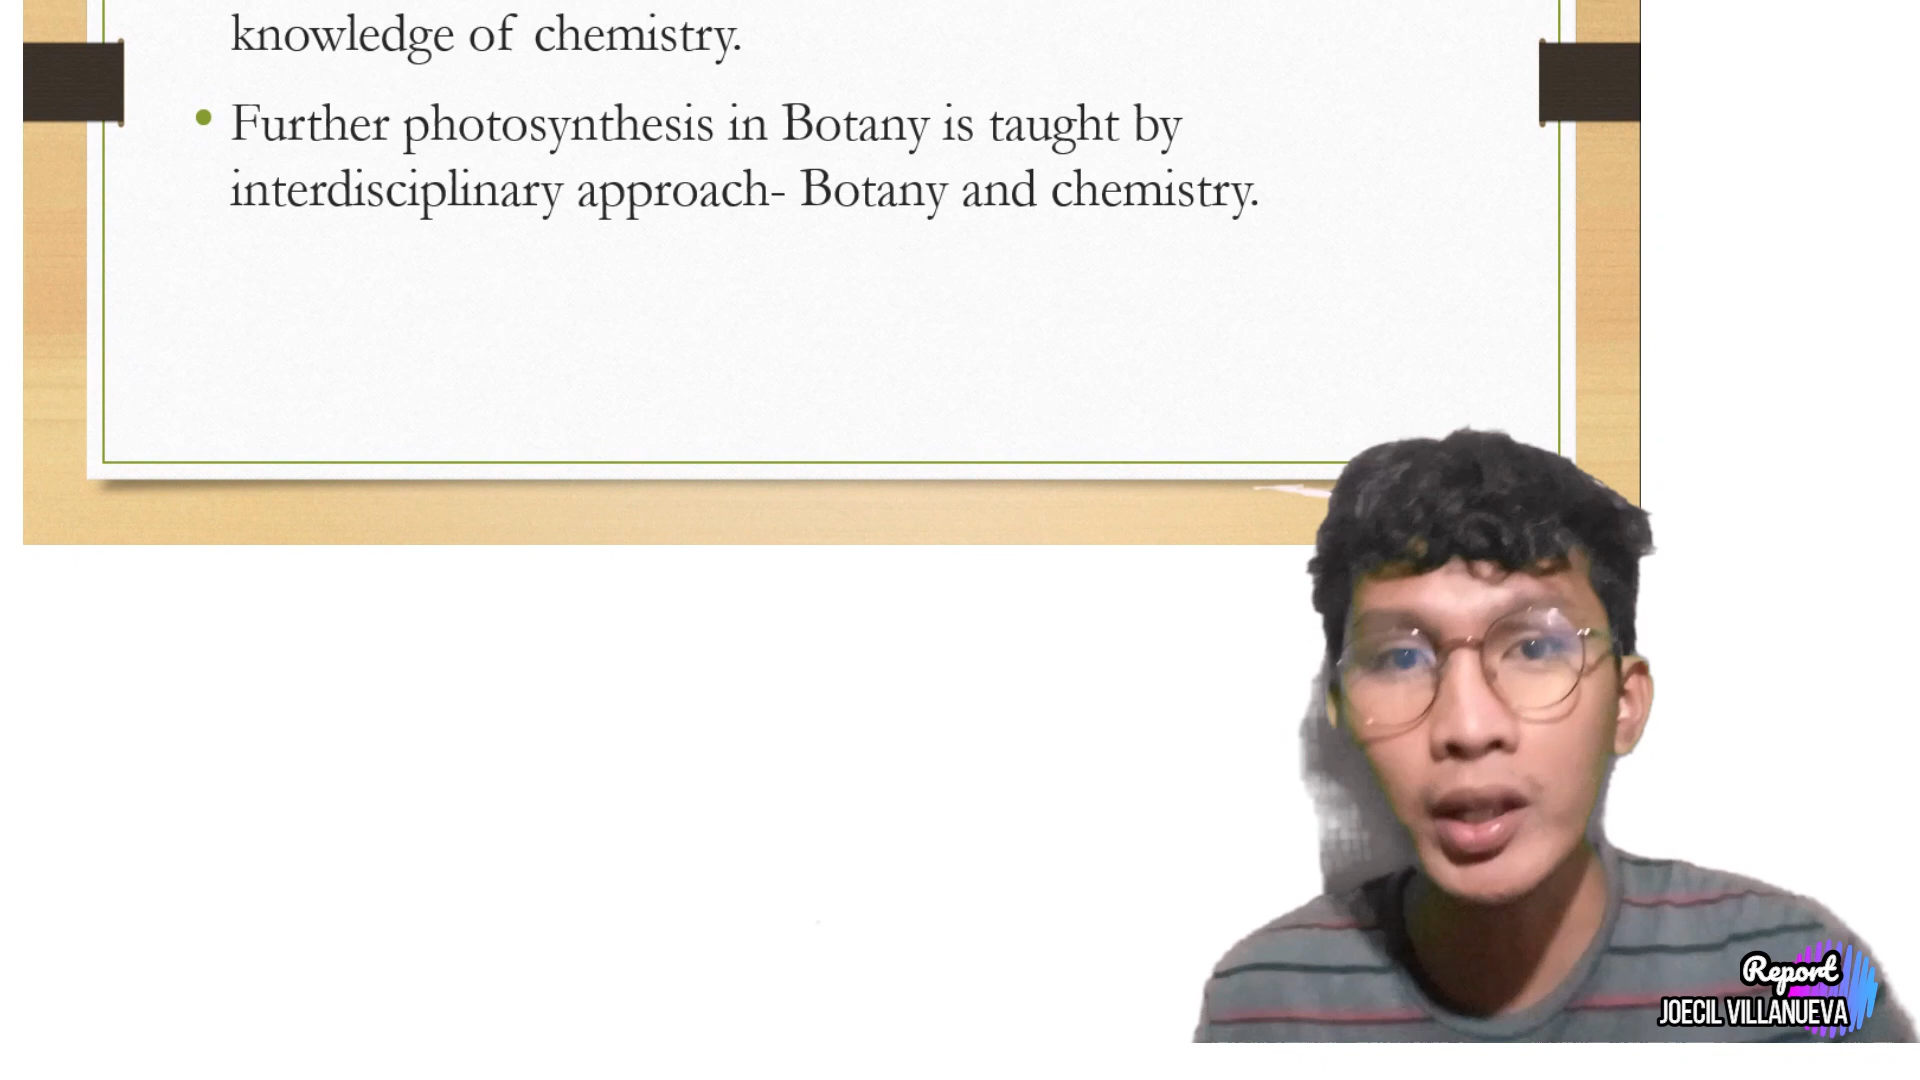 knowledge of chemistry.
• Further photosynthesis in Botany is taught by
interdisciplinary approach- Botany and chemistry.
Report
JOECIL VILLANUEVA